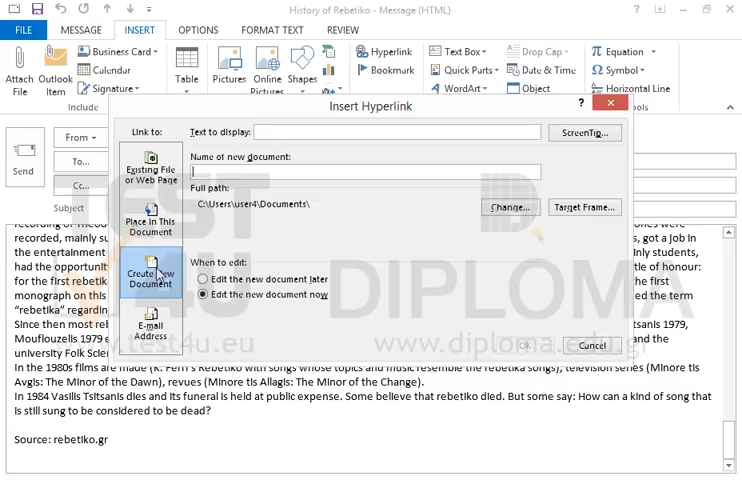 History of Rebetiko - Message (HTML)
FILE MESSAGE INSERT OPTIONS FORMAT TEXT REVIEW
Attach File
Outlook Item
Business Card
Calendar
Signature
Include
Table
Pictures
Online Pictures
Shapes
Hyperlink
Bookmark
Text Box
Quick Parts
WordArt
Drop Cap
Date & Time
Object
Equation
Symbol
Horizontal Line
Send
From
To...
Cc...
Subject
Insert Hyperlink
Link to:
Existing File or Web Page
Place in This Document
Create New Document
E-mail Address
Text to display:
ScreenTip...
Name of new document:
Full path:
C:\Users\user4\Documents\
Change...
Target Frame...
When to edit:
Edit the new document later
Edit the new document now
OK
Cancel
recorded, mainly
the entertainment
had the opportunit
for the first rebetik
monograph on this
"rebetiko" regardin
Since then most reb
Mouflouzelis 1979
university Folk Scien
, got a job in
inly students,
tle of honour:
the first
ed the term
tsanis 1979,
and the
In the 1980s films are made (K. Ferri's Rebetiko with songs whose topics and music resemble the rebetika songs), television series (Minore tis
Avgis: The Minor of the Dawn), revues (Minore tis Allagis: The Minor of the Change).
In 1984 Vasilis Tsitsanis dies and its funeral is held at public expense. Some believe that rebetiko died. But some say: How can a kind of song that
is still sung to be considered to be dead?
Source: rebetiko.gr
TEST 4U
www.test4u.eu
DIPLOMA
www.diploma.edu.gr